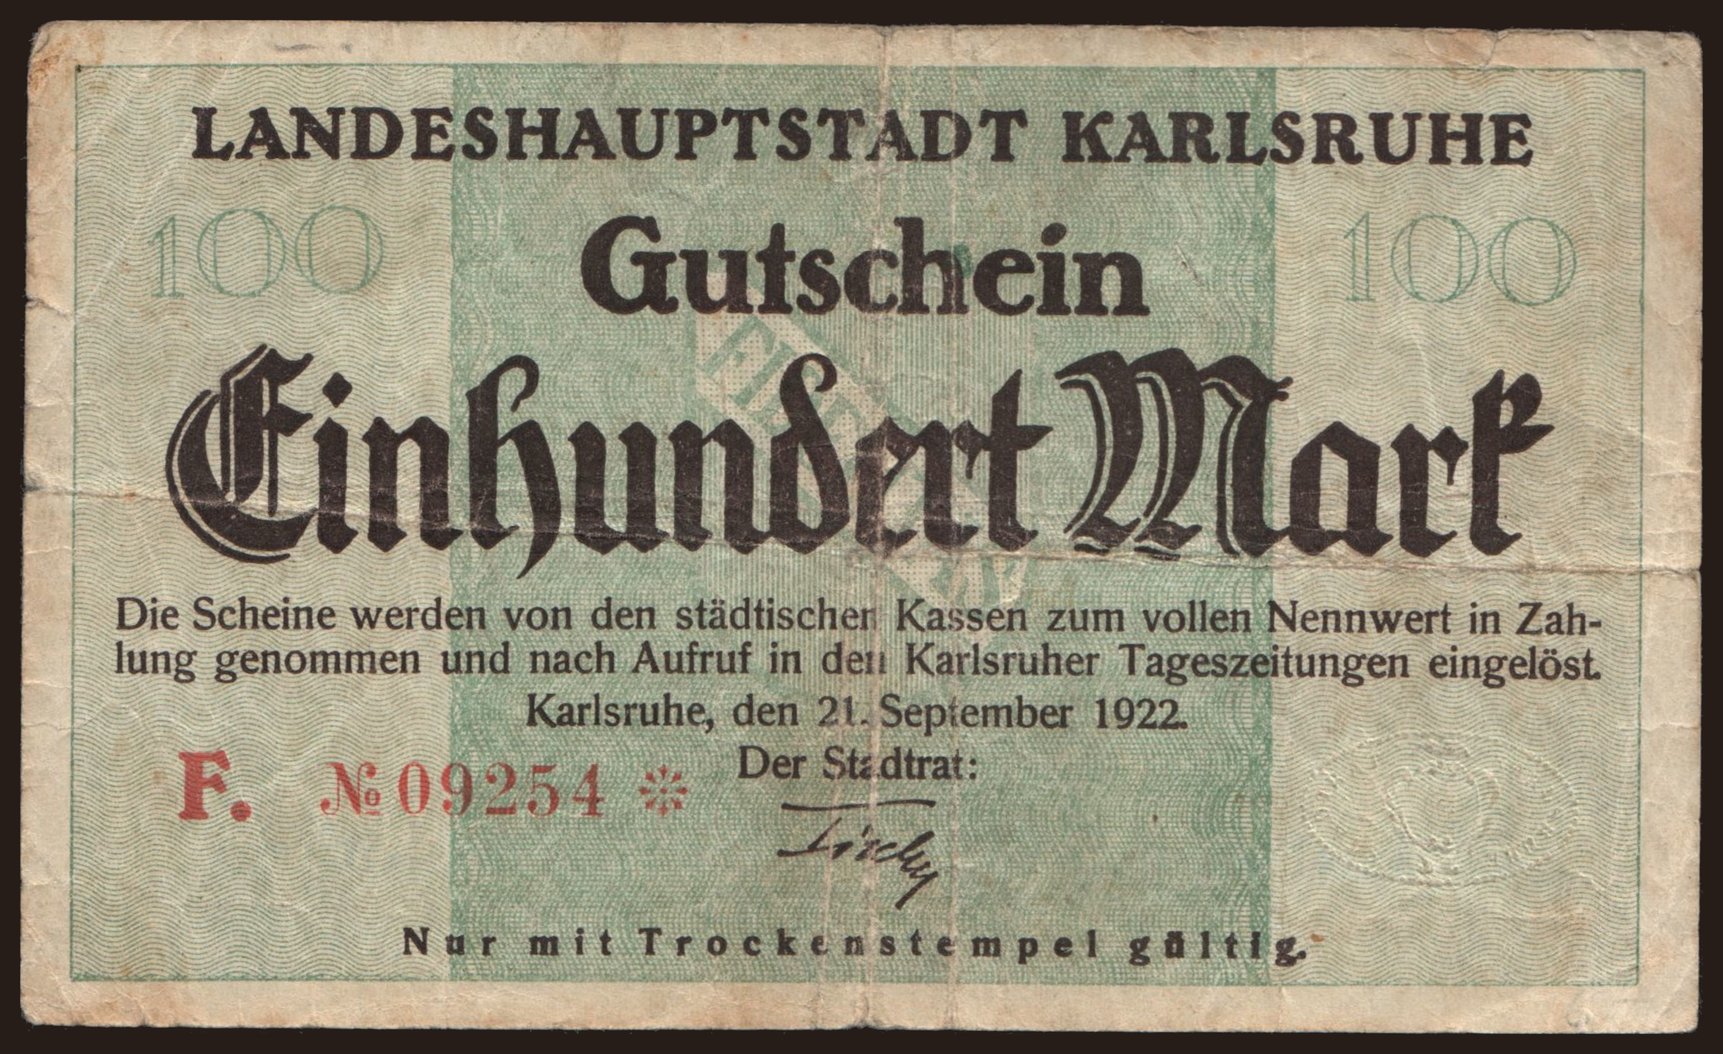 LANDESHAUPTSTADT KARLSRUHE
Gutschein
100
100
Einhundert Mark
Die Scheine werden von den städtischen Kassen zum vollen Nennwert in Zah-
lung genommen und nach Aufruf in den Karlsruher Tageszeitungen eingelöst.
Karlsruhe, den 21. September 1922.
Der Stadtrat:
F. № 09254
Nur mit Trockenstempel gültig.